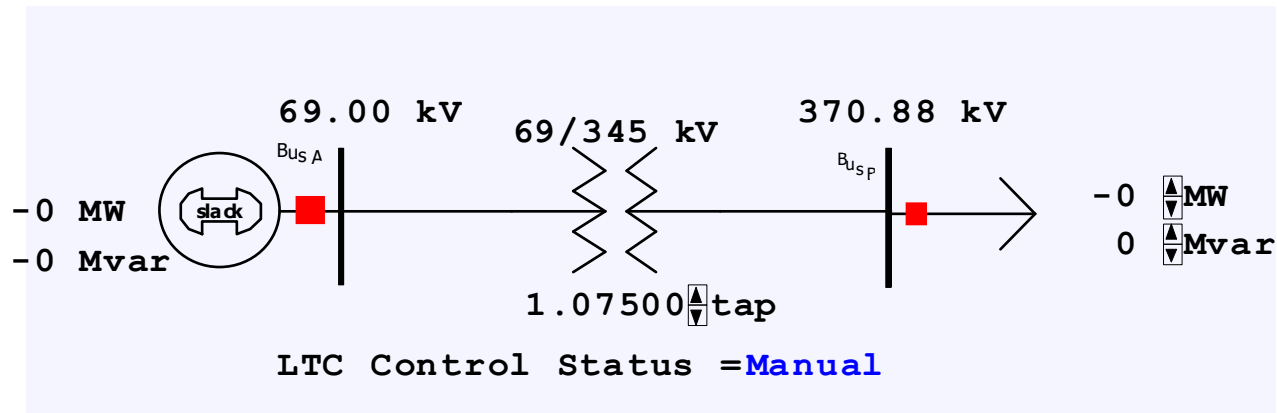 69.00 kV
370.88 kV
69/345 kV
Bus A
Bus P
-0 MW
slack
-0 MW
-0 Mvar
0 Mvar
1.07500 tap
LTC Control Status =Manual